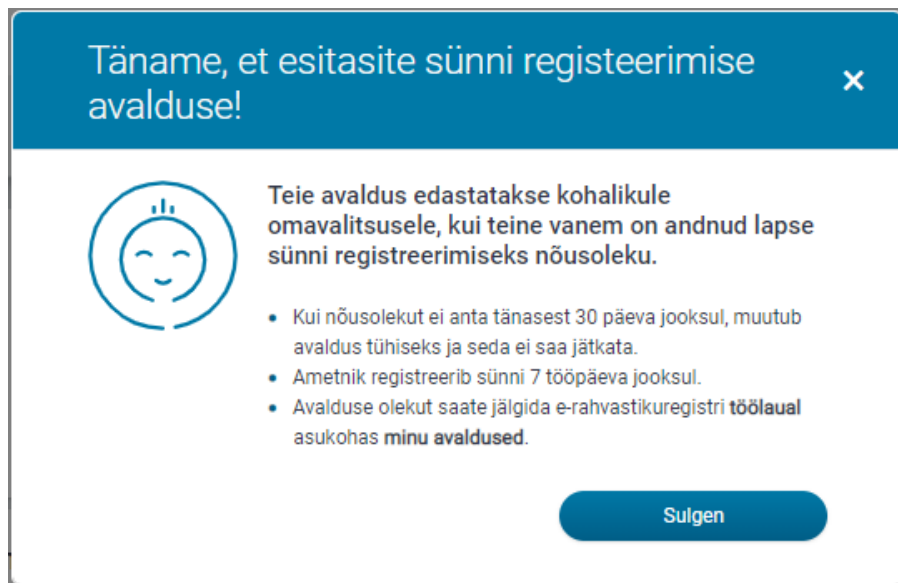 Täname, et esitasite sünni registeerimise
avalduse!
Teie avaldus edastatakse kohalikule
omavalitsusele, kui teine vanem on andnud lapse
sünni registreerimiseks nõusoleku.
• Kui nõusolekut ei anta tänasest 30 päeva jooksul, muutub
avaldus tühiseks ja seda ei saa jätkata.
• Ametnik registreerib sünni 7 tööpäeva jooksul.
• Avalduse olekut saate jälgida e-rahvastikuregistri töölaual
asukohas minu avaldused.
Sulgen